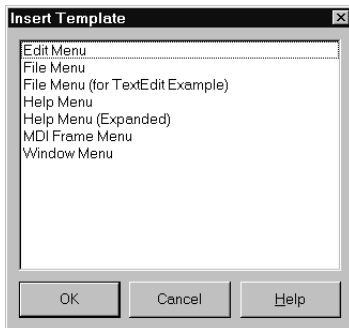 Insert Template
Edit Menu
File Menu
File Menu (for TextEdit Example)
Help Menu
Help Menu (Expanded)
MDI Frame Menu
Window Menu
OK Cancel Help